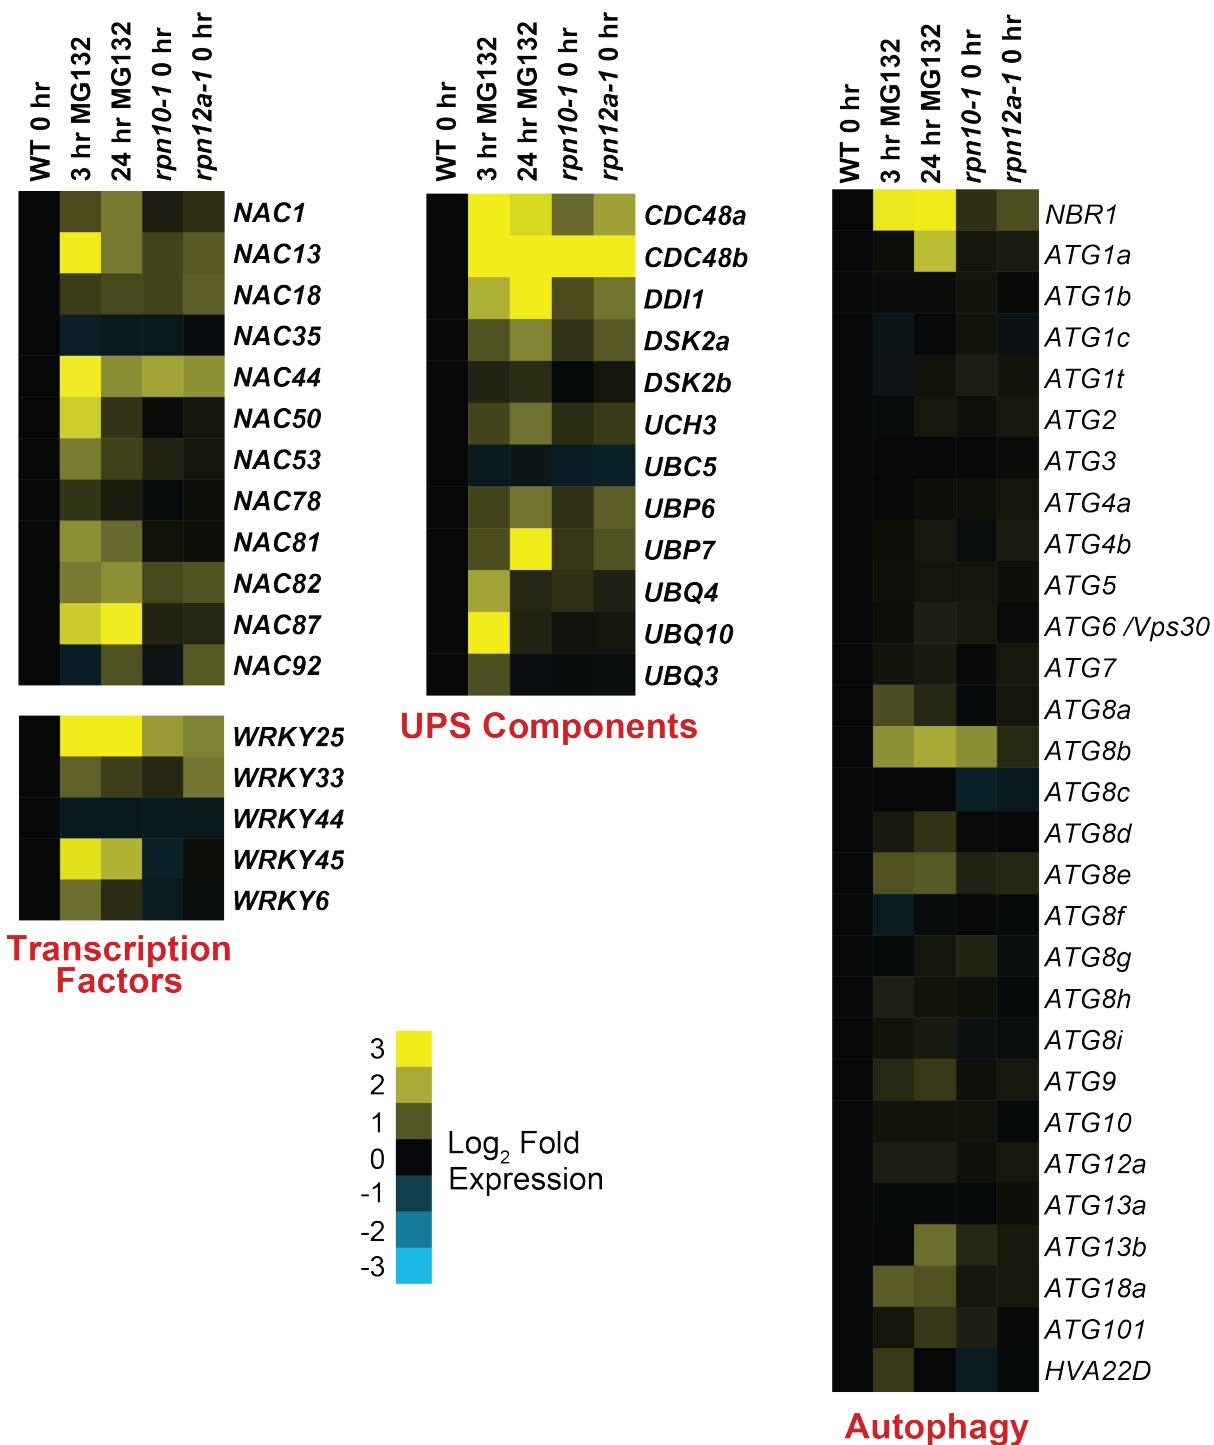 WT 0 hr
3 hr MG132
24 hr MG132
rpn10-1 0 hr
rpn12a-1 0 hr
NAC1
NAC13
NAC18
NAC35
NAC44
NAC50
NAC53
NAC78
NAC81
NAC82
NAC87
NAC92
WRKY25
WRKY33
WRKY44
WRKY45
WRKY6
Transcription
Factors
WT 0 hr
3 hr MG132
24 hr MG132
rpn10-1 0 hr
rpn12a-1 0 hr
CDC48a
CDC48b
DDI1
DSK2a
DSK2b
UCH3
UBC5
UBP6
UBP7
UBQ4
UBQ10
UBQ3
UPS Components
3
2
1
0
-1
-2
-3
Log2 Fold
Expression
WT 0 hr
3 hr MG132
24 hr MG132
rpn10-1 0 hr
rpn12a-1 0 hr
NBR1
ATG1a
ATG1b
ATG1c
ATG1t
ATG2
ATG3
ATG4a
ATG4b
ATG5
ATG6 /Vps30
ATG7
ATG8a
ATG8b
ATG8c
ATG8d
ATG8e
ATG8f
ATG8g
ATG8h
ATG8i
ATG9
ATG10
ATG12a
ATG13a
ATG13b
ATG18a
ATG101
HVA22D
Autophagy